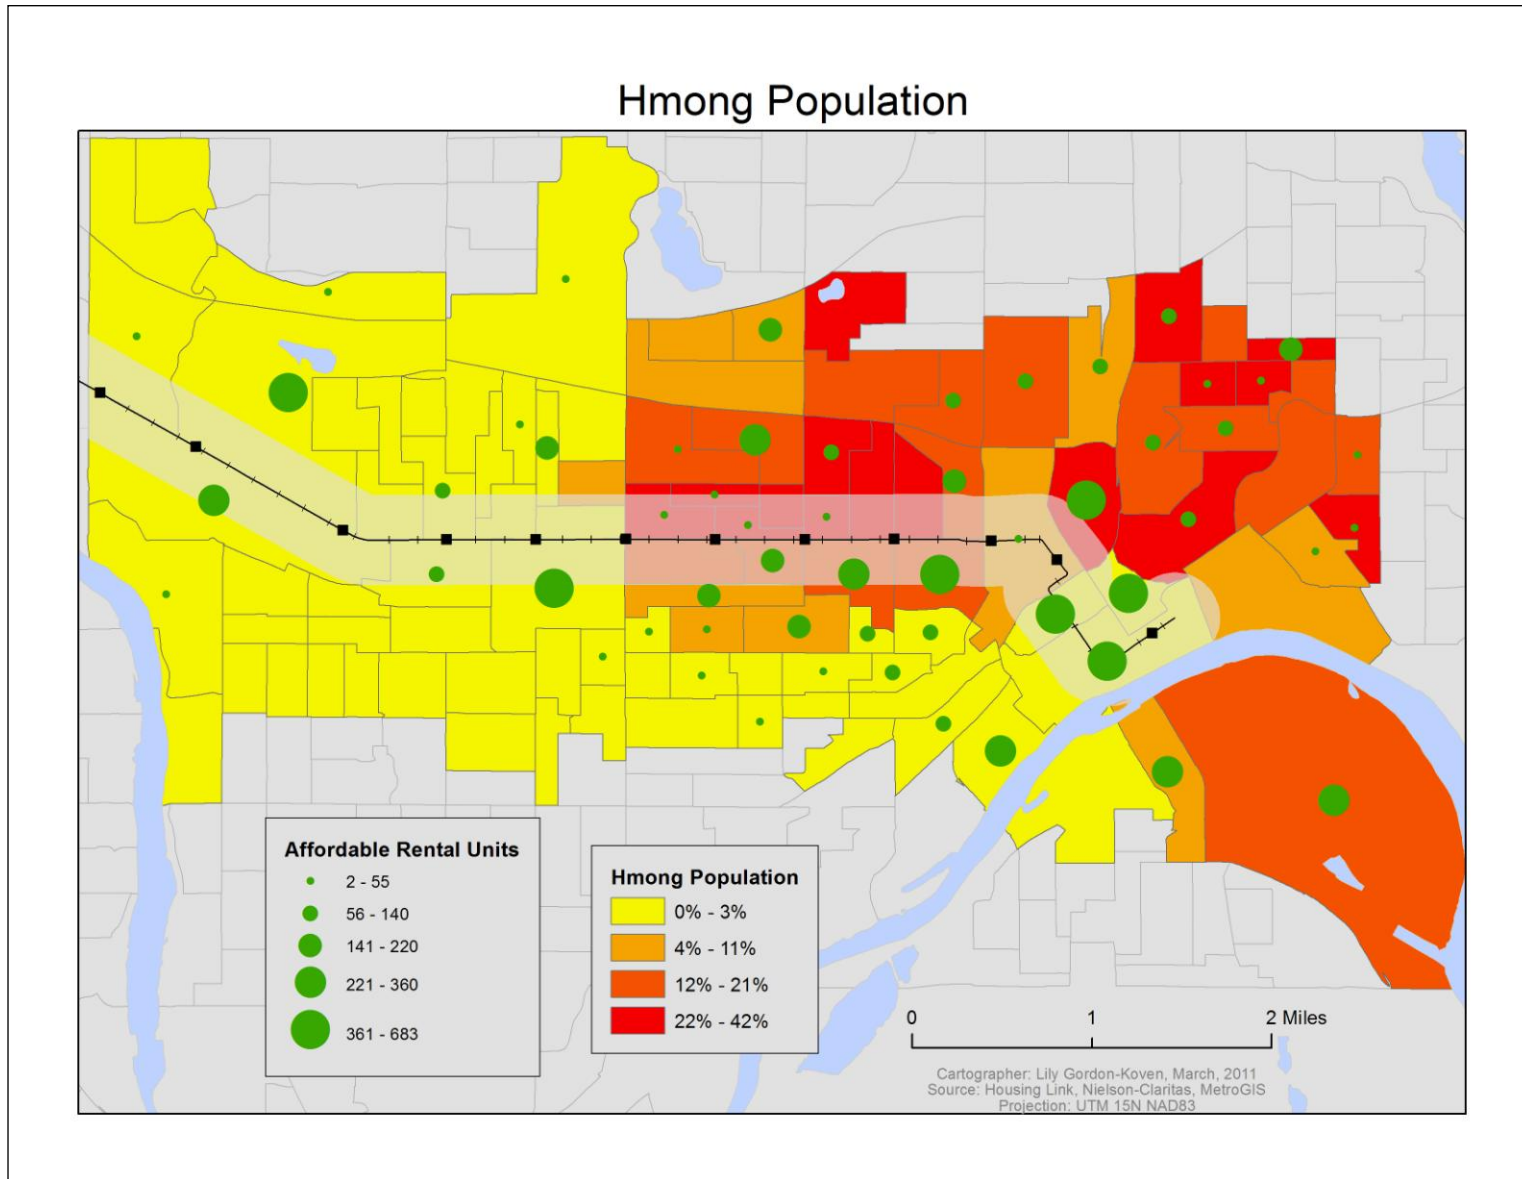 Hmong Population
Affordable Rental Units
2 - 55
56 - 140
141 - 220
221 - 360
361 - 683
Hmong Population
0% - 3%
4% - 11%
12% - 21%
22% - 42%
0 1 2 Miles
Cartographer: Lily Gordon-Koven, March, 2011
Source: Housing Link, Nielson-Claritas, MetroGIS
Projection: UTM 15N NAD83